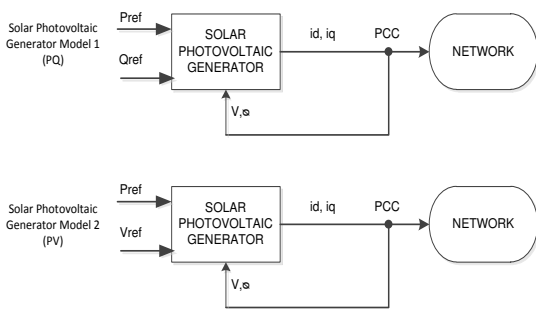 Solar Photovoltaic
Generator Model 1
(PQ)
Pref
Qref
SOLAR
PHOTOVOLTAIC
GENERATOR
id, iq
PCC
NETWORK
V,ø
Solar Photovoltaic
Generator Model 2
(PV)
Pref
Vref
SOLAR
PHOTOVOLTAIC
GENERATOR
id, iq
PCC
NETWORK
V,ø